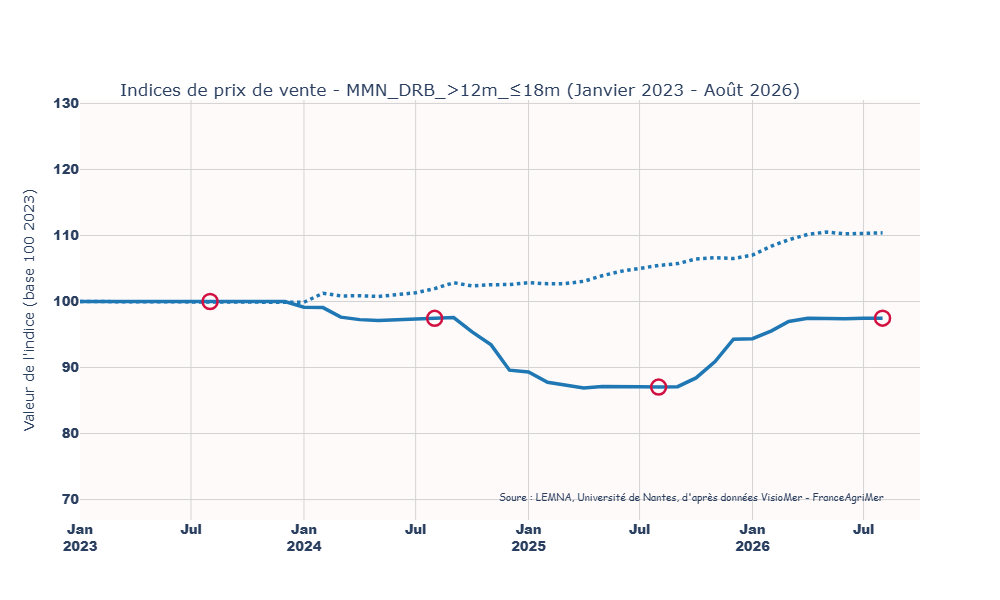 Indices de prix de vente - MMN_DRB_>12m_≤18m (Janvier 2023 - Août 2026)
Valeur de l'indice (base 100 2023)
130
120
110
100
90
80
70
Soure : LEMNA, Université de Nantes, d'après données VisioMer - FranceAgriMer
Jan Jul Jan Jul Jan Jul Jan Jul
2023 2024 2025 2026